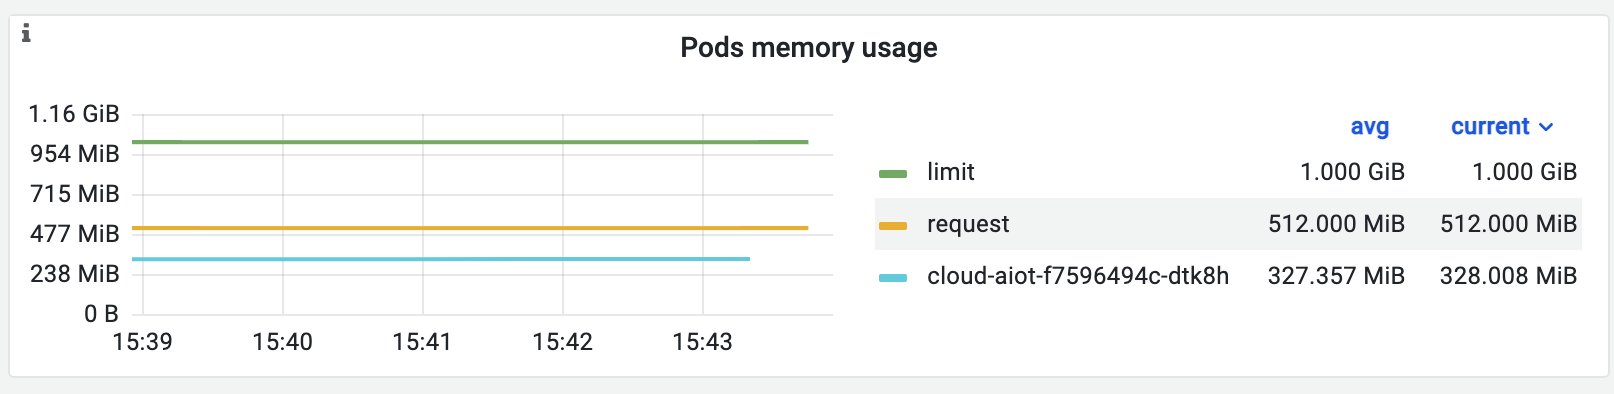 Pods memory usage
1.16 GiB
954 MiB
715 MiB
477 MiB
238 MiB
0 B
15:39 15:40 15:41 15:42 15:43
avg current
limit 1.000 GiB 1.000 GiB
request 512.000 MiB 512.000 MiB
cloud-aiot-f7596494c-dtk8h 327.357 MiB 328.008 MiB